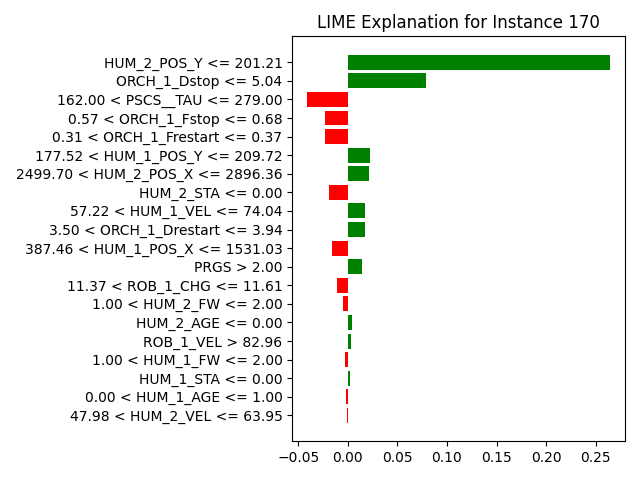 LIME Explanation for Instance 170
HUM_2_POS_Y <= 201.21
ORCH_1_Dstop <= 5.04
162.00 < PSCS__TAU <= 279.00
0.57 < ORCH_1_Fstop <= 0.68
0.31 < ORCH_1_Frestart <= 0.37
177.52 < HUM_1_POS_Y <= 209.72
2499.70 < HUM_2_POS_X <= 2896.36
HUM_2_STA <= 0.00
57.22 < HUM_1_VEL <= 74.04
3.50 < ORCH_1_Drestart <= 3.94
387.46 < HUM_1_POS_X <= 1531.03
PRGS > 2.00
11.37 < ROB_1_CHG <= 11.61
1.00 < HUM_2_FW <= 2.00
HUM_2_AGE <= 0.00
ROB_1_VEL > 82.96
1.00 < HUM_1_FW <= 2.00
HUM_1_STA <= 0.00
0.00 < HUM_1_AGE <= 1.00
47.98 < HUM_2_VEL <= 63.95
−0.05 0.00 0.05 0.10 0.15 0.20 0.25